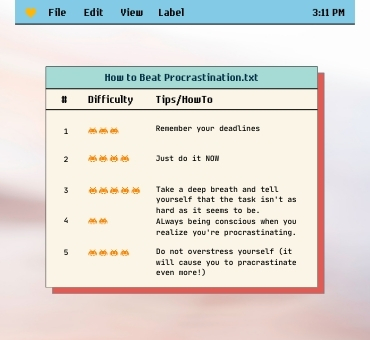 File Edit View Label 3:11 PM
How to Beat Procrastination.txt
# Difficulty Tips/HowTo
1 Remember your deadlines
2 Just do it NOW
3 Take a deep breath and tell
yourself that the task isn't as
hard as it seems to be.
4 ALways being conscious when you
realize you're procrastinating.
5 Do not overstress yourself (it
will cause you to pracrastinate
even more!)